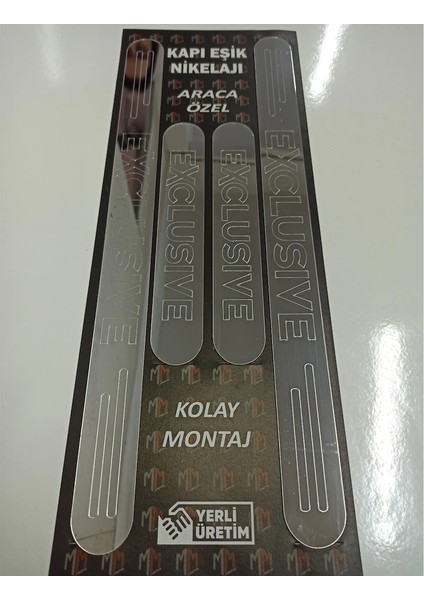 KAPI EŞİK
NİKELAJI
ARACA
ÖZEL
EXCLUSIVE
EXCLUSIVE
EXCLUSIVE
EXCLUSIVE
KOLAY
MONTAJ
YERLİ
ÜRETİM